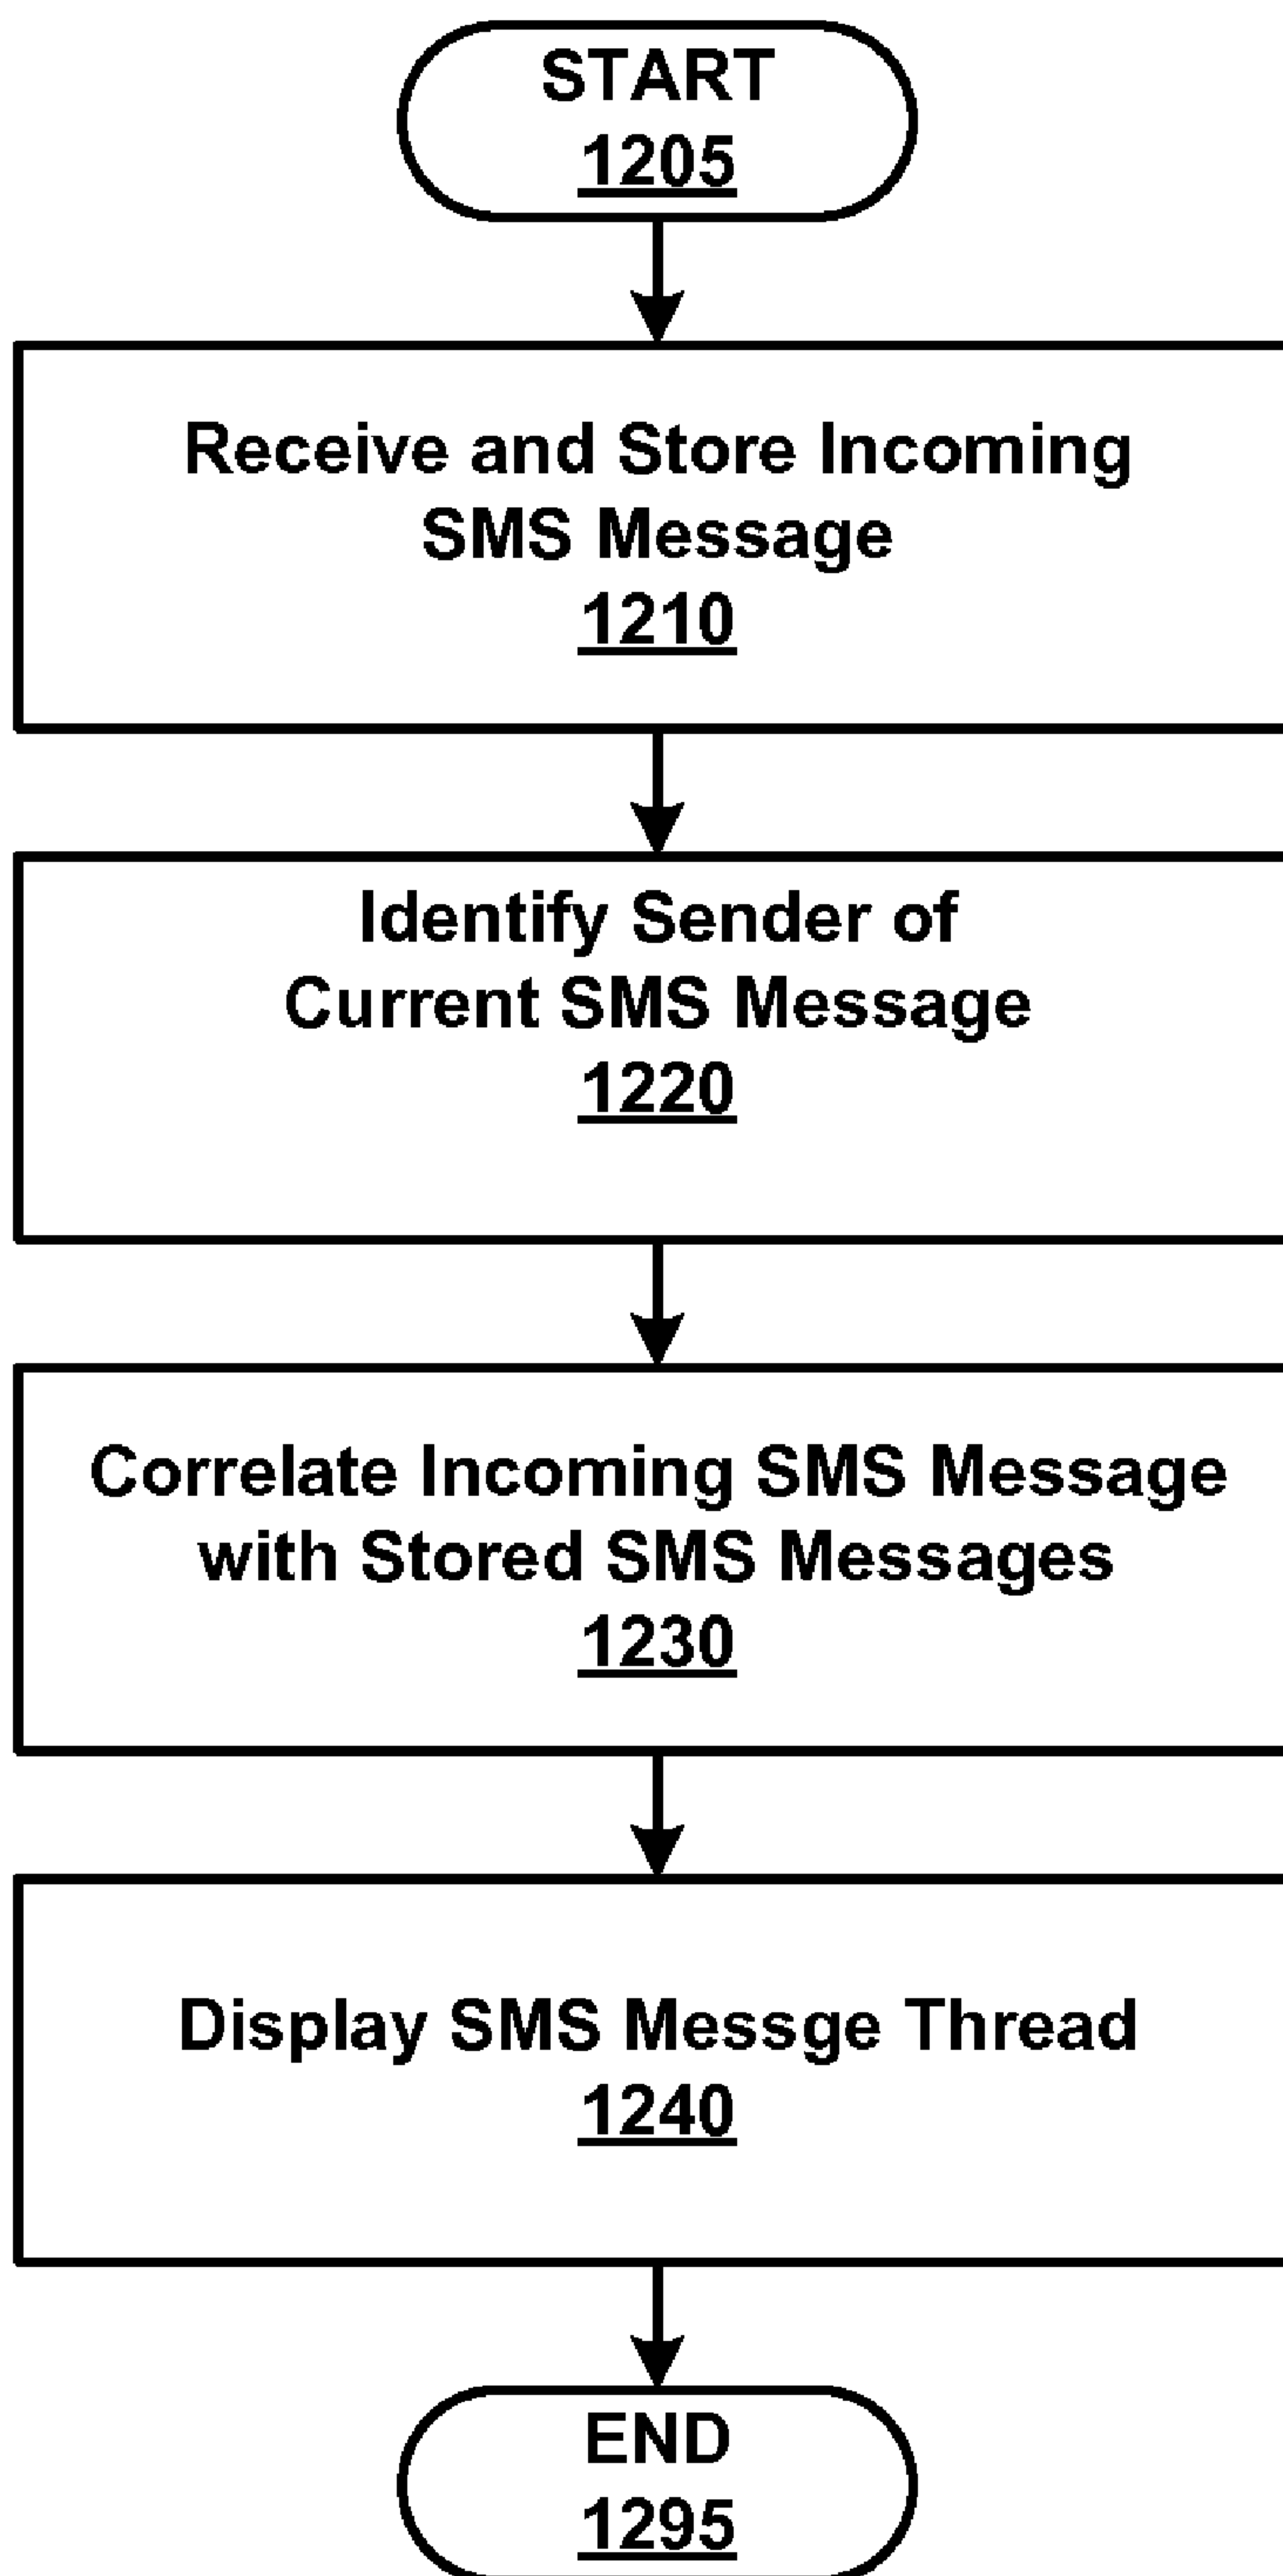 START
1205
Receive and Store Incoming
SMS Message
1210
Identify Sender of
Current SMS Message
1220
Correlate Incoming SMS Message
with Stored SMS Messages
1230
Display SMS Messge Thread
1240
END
1295